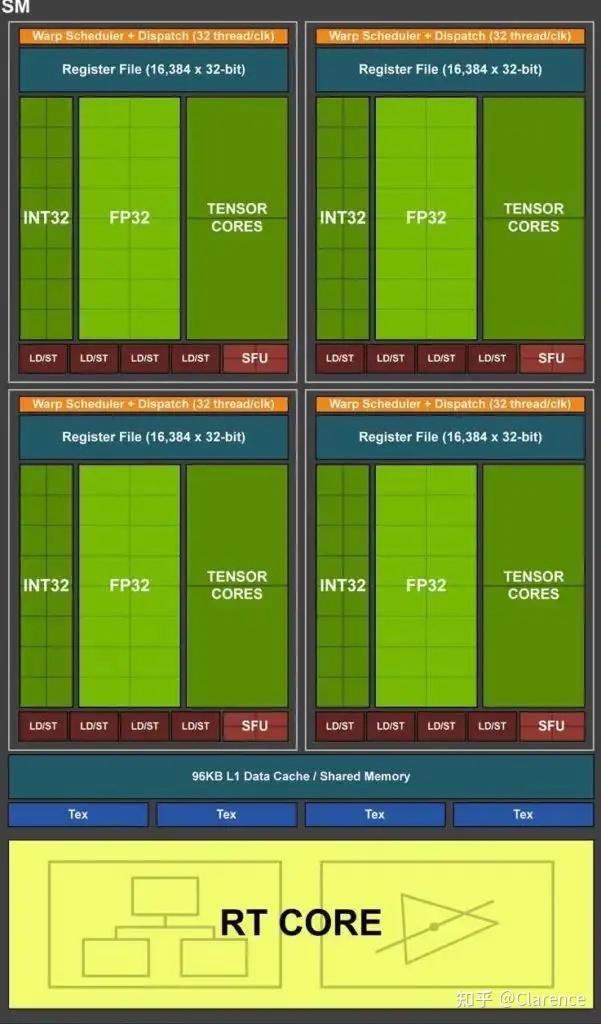 SM
Warp Scheduler + Dispatch (32 thread/clk)
Register File (16,384 x 32-bit)
INT32
FP32
TENSOR
CORES
LD/ST
LD/ST
LD/ST
LD/ST
SFU
Warp Scheduler + Dispatch (32 thread/clk)
Register File (16,384 x 32-bit)
INT32
FP32
TENSOR
CORES
LD/ST
LD/ST
LD/ST
LD/ST
SFU
Warp Scheduler + Dispatch (32 thread/clk)
Register File (16,384 x 32-bit)
INT32
FP32
TENSOR
CORES
LD/ST
LD/ST
LD/ST
LD/ST
SFU
Warp Scheduler + Dispatch (32 thread/clk)
Register File (16,384 x 32-bit)
INT32
FP32
TENSOR
CORES
LD/ST
LD/ST
LD/ST
LD/ST
SFU
96KB L1 Data Cache / Shared Memory
Tex
Tex
Tex
Tex
RT CORE
知乎 @Clarence